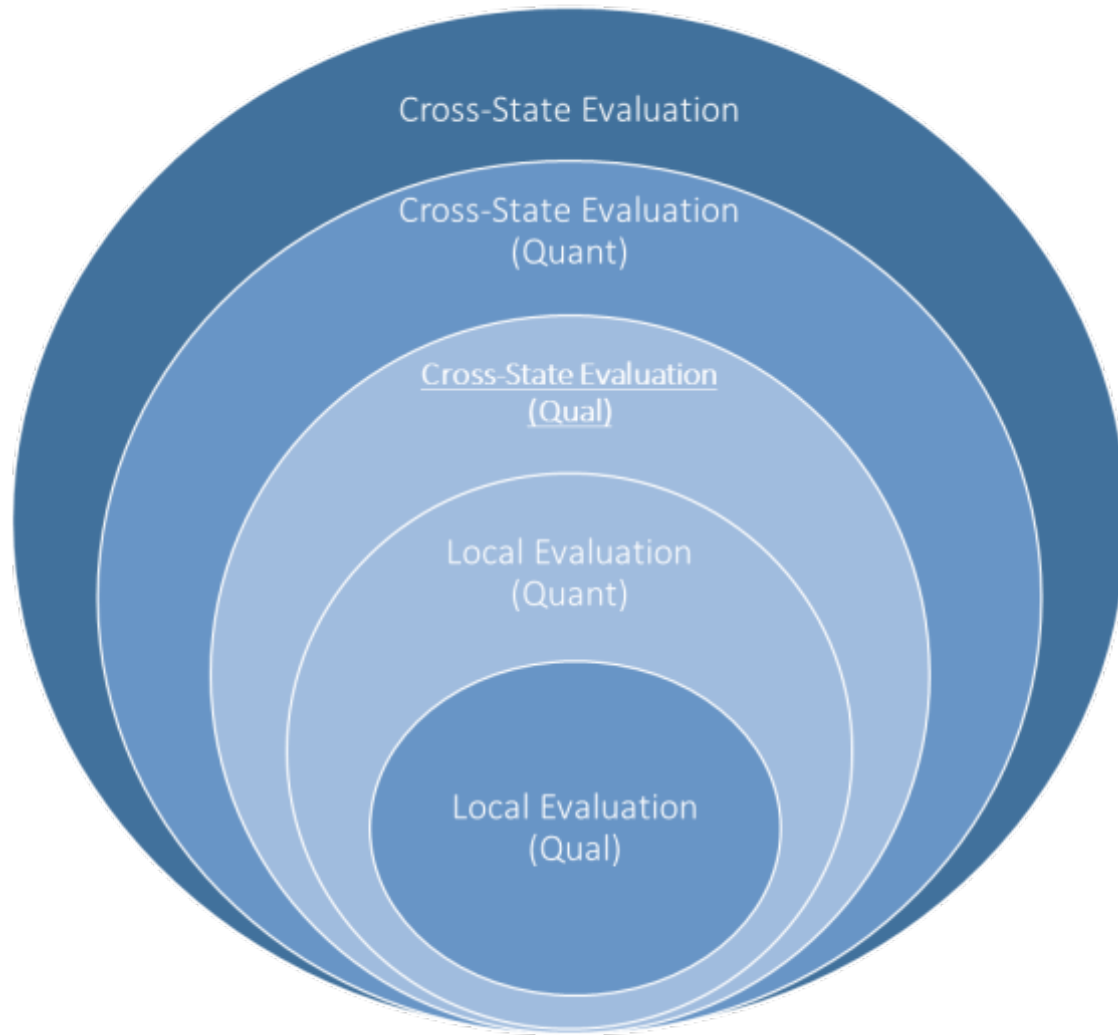 Cross-State Evaluation
Cross-State Evaluation
(Quant)
Cross-State Evaluation
(Qual)
Local Evaluation
(Quant)
Local Evaluation
(Qual)